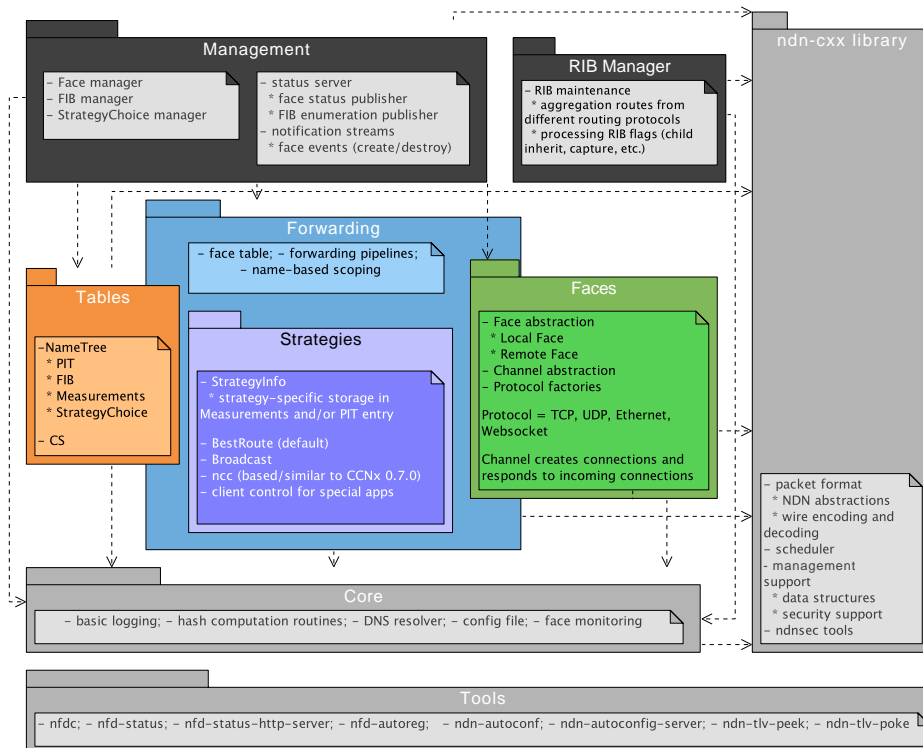 Management
- Face manager
- FIB manager
- StrategyChoice manager
- status server
* face status publisher
* FIB enumeration publisher
- notification streams
* face events (create/destroy)
RIB Manager
- RIB maintenance
* aggregation routes from
different routing protocols
* processing RIB flags (child
inherit, capture, etc.)
ndn-cxx library
- packet format
* NDN abstractions
* wire encoding and
decoding
- scheduler
- management
support
* data structures
* security support
- ndnsec tools
Forwarding
- face table; - forwarding pipelines;
- name-based scoping
Tables
-NameTree
* PIT
* FIB
* Measurements
* StrategyChoice
- CS
Strategies
- StrategyInfo
* strategy-specific storage in
Measurements and/or PIT entry
- BestRoute (default)
- Broadcast
- ncc (based/similar to CCNx 0.7.0)
- client control for special apps
Faces
- Face abstraction
* Local Face
* Remote Face
- Channel abstraction
- Protocol factories
Protocol = TCP, UDP, Ethernet,
Websocket
Channel creates connections and
responds to incoming connections
Core
- basic logging; - hash computation routines; - DNS resolver; - config file; - face monitoring
Tools
- nfdc; - nfd-status; - nfd-status-http-server; - nfd-autoreg; - ndn-autoconf; - ndn-autoconfig-server; - ndn-tlv-peek; - ndn-tlv-poke